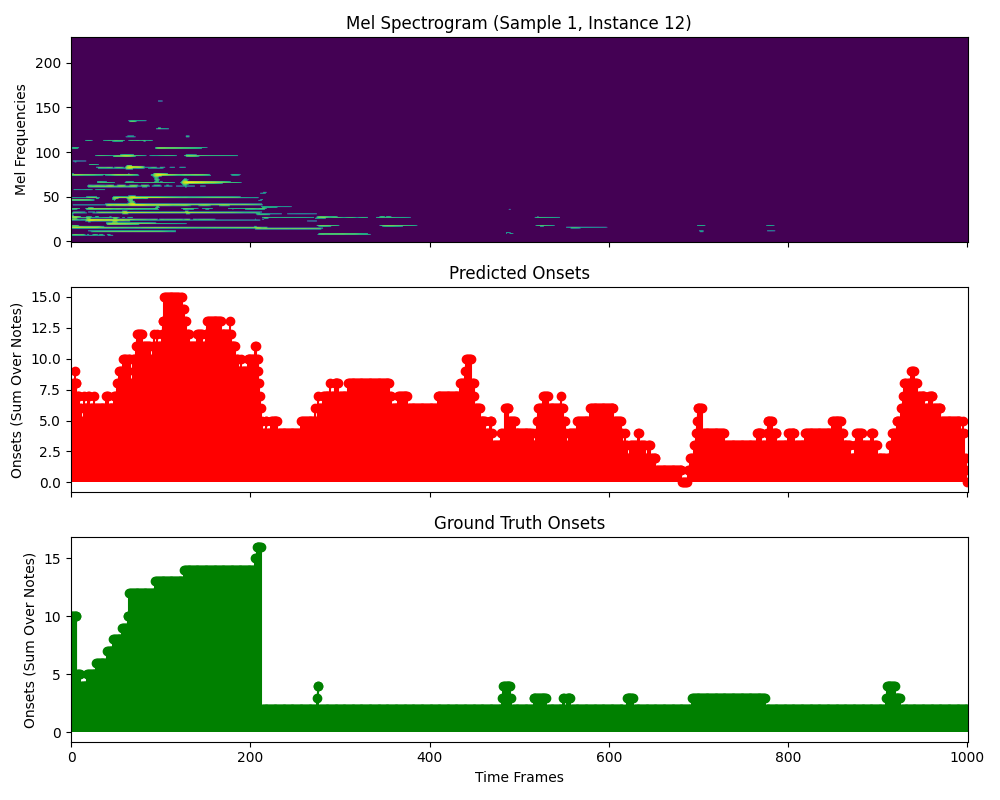 Mel Spectrogram (Sample 1, Instance 12)
Mel Frequencies
200
150
100
50
0
Predicted Onsets
Onsets (Sum Over Notes)
15.0
12.5
10.0
7.5
5.0
2.5
0.0
Ground Truth Onsets
Onsets (Sum Over Notes)
15
10
5
0
0 200 400 600 800 1000
Time Frames